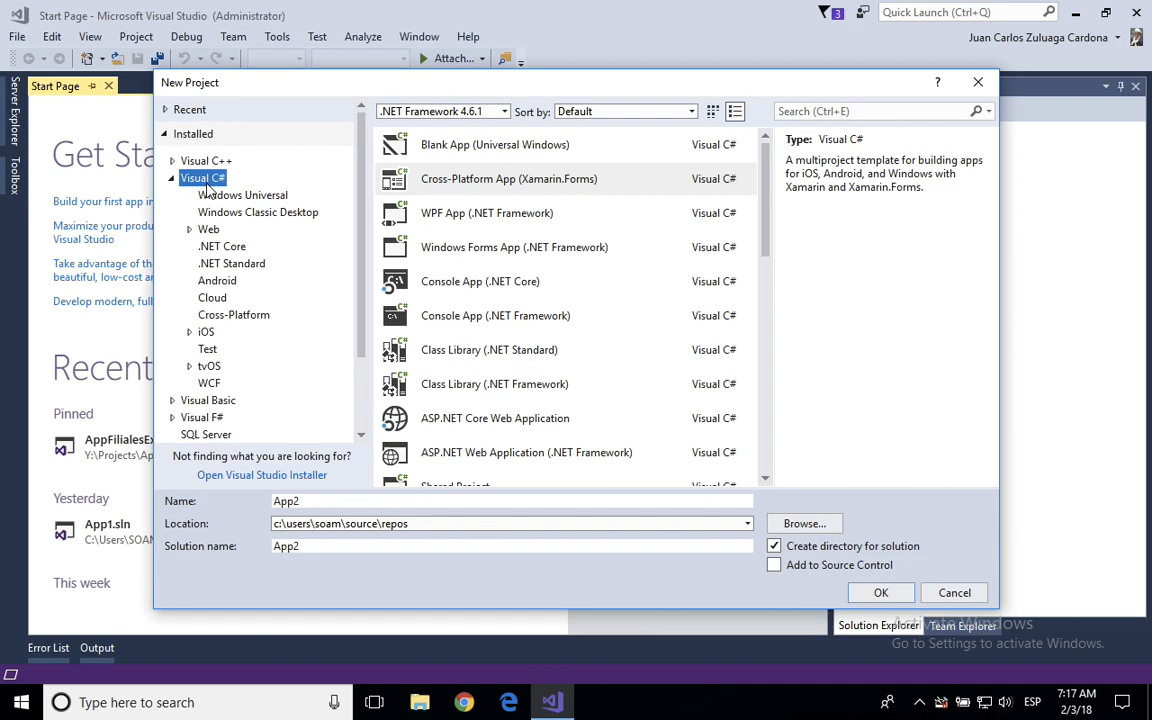 Start Page - Microsoft Visual Studio (Administrator)
3
Quick Launch (Ctrl+Q)
File Edit View Project Debug Team Tools Test Analyze Window Help
Juan Carlos Zuluaga Cardona
Attach...
Server Explorer
Toolbox
Start Page
Get Sta
Build your first app in
Maximize your produ
Visual Studio
Take advantage of th
beautiful, low-cost a
Develop modern, full
Recent
Pinned
AppFilialesEx
Y:\Projects\Ap
Yesterday
App1.sln
C:\Users\SOAM
This week
New Project
?
Recent
Installed
Visual C++
Visual C#
Windows Universal
Windows Classic Desktop
Web
.NET Core
.NET Standard
Android
Cloud
Cross-Platform
iOS
Test
tvOS
WCF
Visual Basic
Visual F#
SQL Server
Not finding what you are looking for?
Open Visual Studio Installer
.NET Framework 4.6.1
Sort by: Default
Search (Ctrl+E)
Blank App (Universal Windows) Visual C#
Cross-Platform App (Xamarin.Forms) Visual C#
WPF App (.NET Framework) Visual C#
Windows Forms App (.NET Framework) Visual C#
Console App (.NET Core) Visual C#
Console App (.NET Framework) Visual C#
Class Library (.NET Standard) Visual C#
Class Library (.NET Framework) Visual C#
ASP.NET Core Web Application Visual C#
ASP.NET Web Application (.NET Framework) Visual C#
Shared Project Visual C#
Type: Visual C#
A multiproject template for building apps
for iOS, Android, and Windows with
Xamarin and Xamarin.Forms.
Name: App2
Location: c:\users\soam\source\repos
Browse...
Solution name: App2
Create directory for solution
Add to Source Control
OK
Cancel
Solution Explorer Team Explorer
Activate Windows
Go to Settings to activate Windows.
Error List Output
Type here to search
ESP
7:17 AM
2/3/18